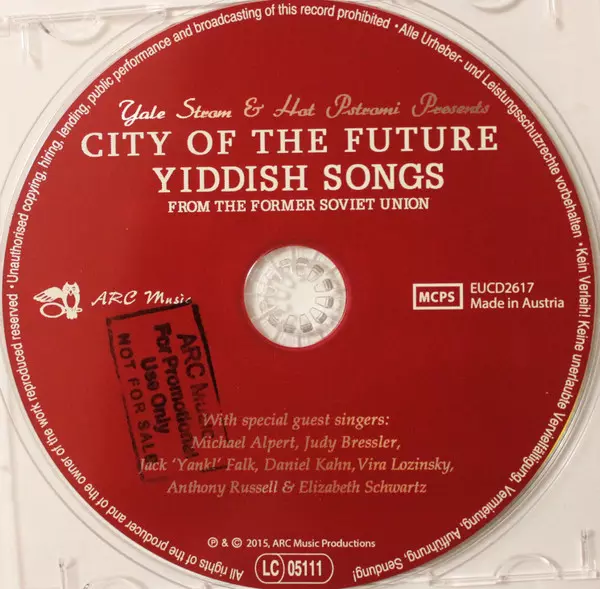 Yale Strom & Hot Pstromi Presents
CITY OF THE FUTURE
YIDDISH SONGS
FROM THE FORMER SOVIET UNION
ARC Music
MCPS
EUCD2617
Made in Austria
ARC Mu
For Promotional
Use Only
NOT FOR SALE
With special guest singers:
Michael Alpert, Judy Bressler,
Jack 'Yankl' Falk, Daniel Kahn, Vira Lozinsky,
Anthony Russell & Elizabeth Schwartz
℗ & © 2015, ARC Music Productions
LC 05111
All rights of the producer and of the owner of the work reproduced reserved • Unauthorised copying, hiring, lending, public performance and broadcasting of this record prohibited • Alle Urheber- und Leistungsschutzrechte vorbehalten • Kein Verleih! Keine unerlaubte Vervielfältigung, Vermietung, Aufführung, Sendung!